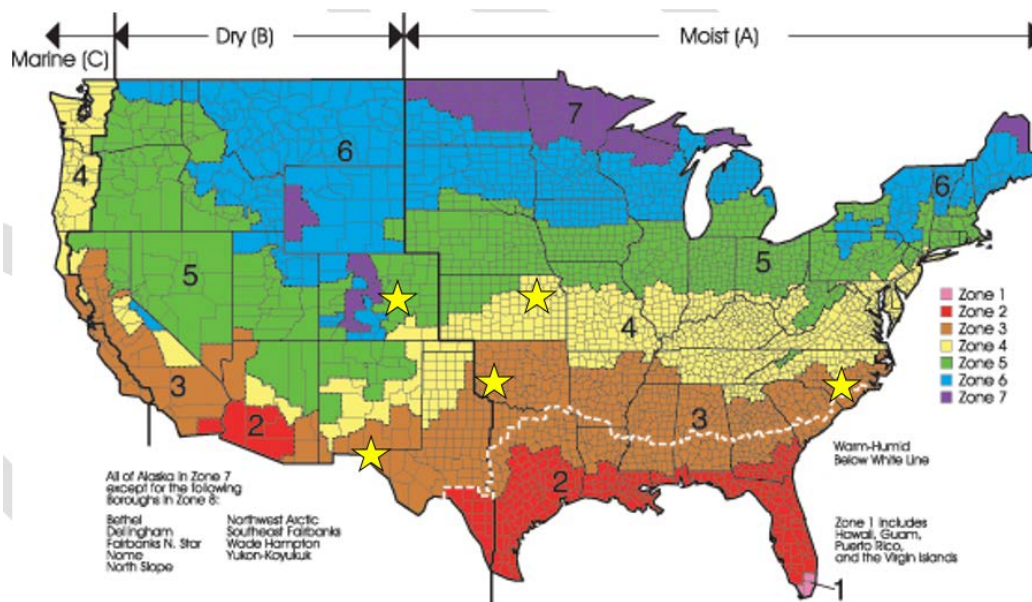 Marine (C)
Dry (B)
Moist (A)
7
6
6
4
5
5
4
3
3
2
2
1
Zone 1
Zone 2
Zone 3
Zone 4
Zone 5
Zone 6
Zone 7
Warm-Humid
Below White Line
All of Alaska in Zone 7
except for the following
Boroughs in Zone 8:
Bethel
Dellingham
Fairbanks N. Star
Nome
North Slope
Northwest Arctic
Southeast Fairbanks
Wade Hampton
Yukon-Koyukuk
Zone 1 includes
Hawaii, Guam,
Puerto Rico,
and the Virgin Islands